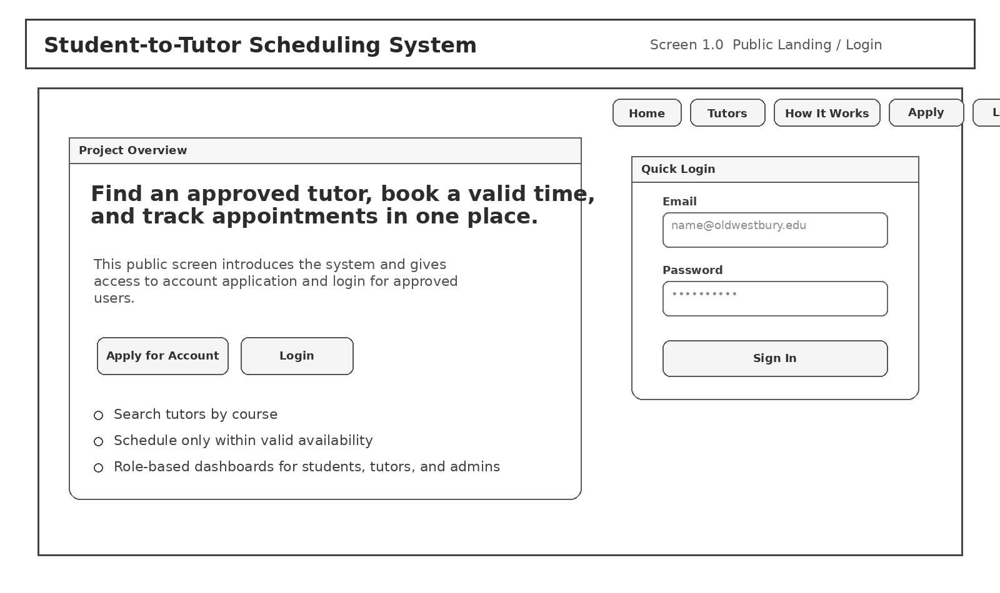 Student-to-Tutor Scheduling System
Screen 1.0  Public Landing / Login
Home
Tutors
How It Works
Apply
Project Overview
Find an approved tutor, book a valid time,
and track appointments in one place.
This public screen introduces the system and gives
access to account application and login for approved
users.
Apply for Account
Login
Search tutors by course
Schedule only within valid availability
Role-based dashboards for students, tutors, and admins
Quick Login
Email
name@oldwestbury.edu
Password
••••••••••
Sign In